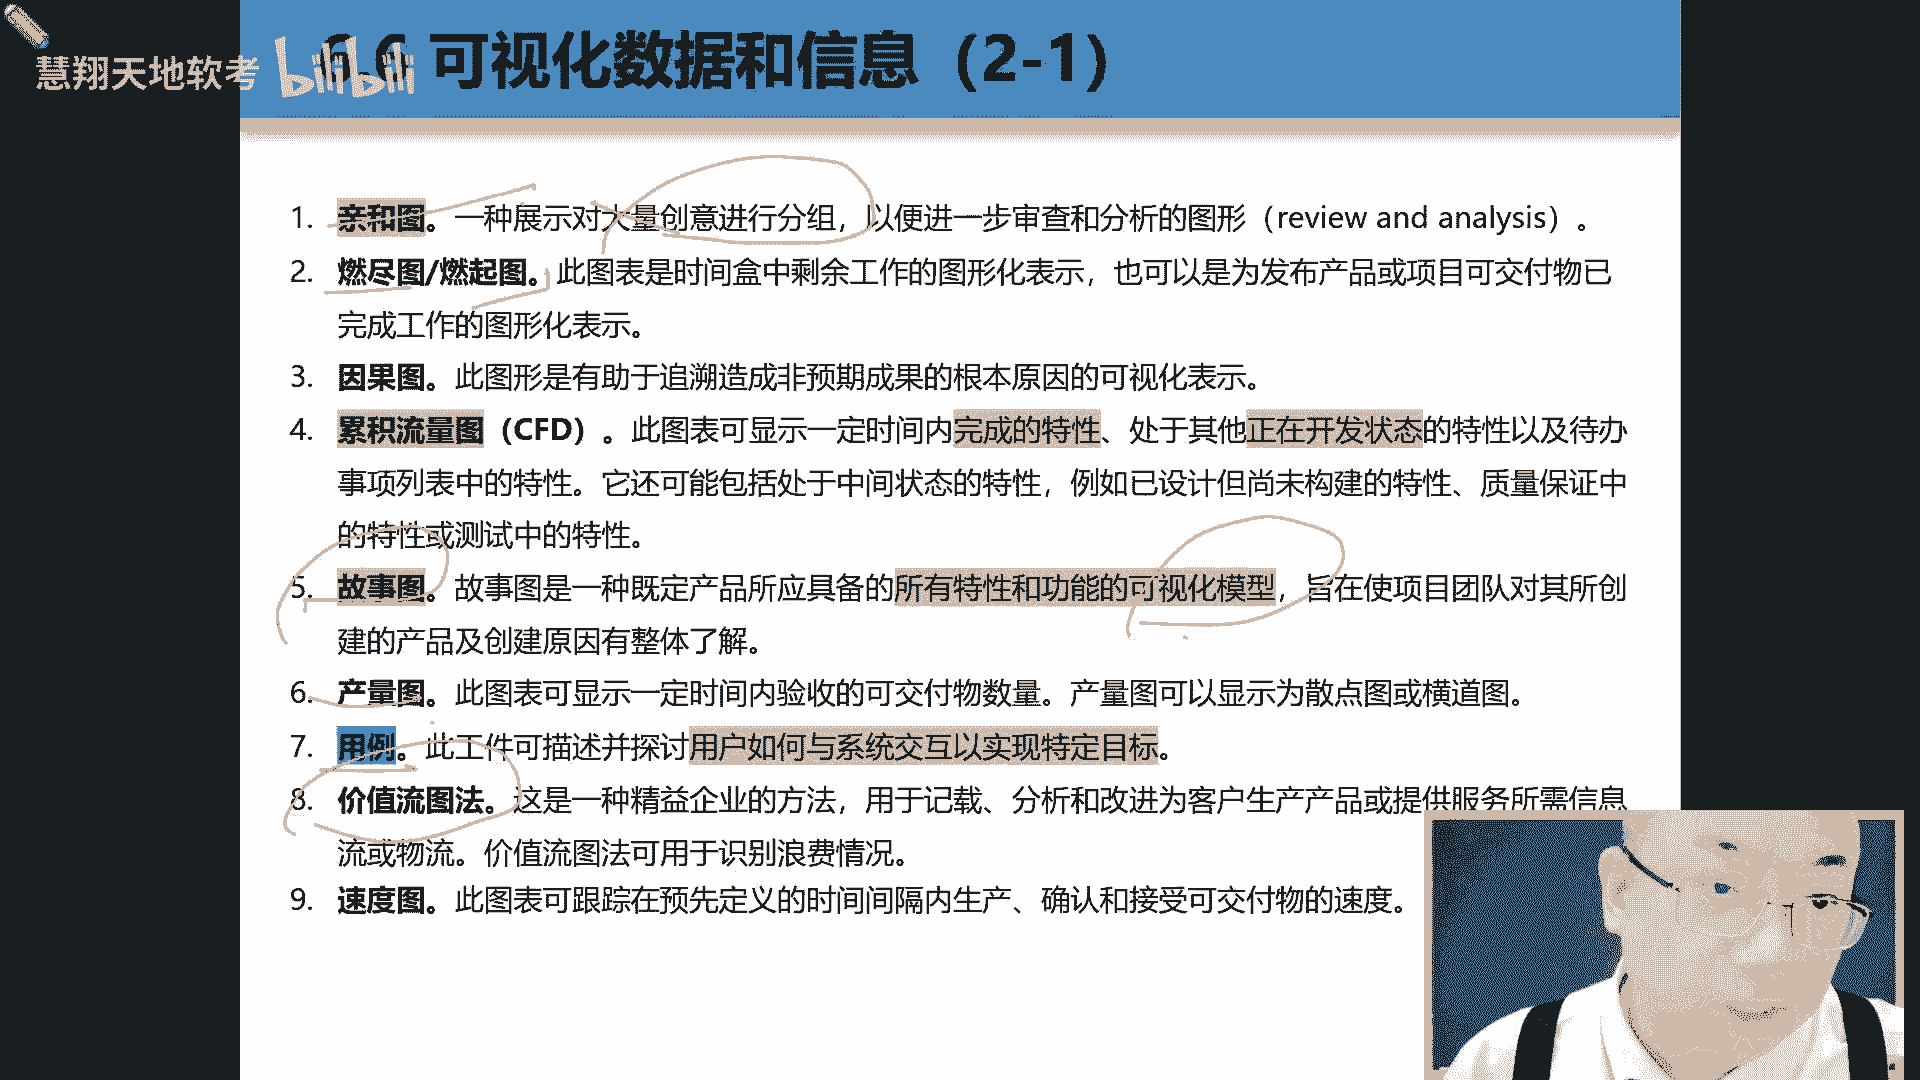 慧翔天地软考 bilibili 6.6 可视化数据和信息（2-1）
1. 亲和图。一种展示对大量创意进行分组，以便进一步审查和分析的图形（review and analysis）。
2. 燃尽图/燃起图。此图表是时间盒中剩余工作的图形化表示，也可以是为发布产品或项目可交付物已
完成工作的图形化表示。
3. 因果图。此图形是有助于追溯造成非预期成果的根本原因的可视化表示。
4. 累积流量图（CFD）。此图表可显示一定时间内完成的特性、处于其他正在开发状态的特性以及待办
事项列表中的特性。它还可能包括处于中间状态的特性，例如已设计但尚未构建的特性、质量保证中
的特性或测试中的特性。
5. 故事图。故事图是一种既定产品所应具备的所有特性和功能的可视化模型，旨在使项目团队对其所创
建的产品及创建原因有整体了解。
6. 产量图。此图表可显示一定时间内验收的可交付物数量。产量图可以显示为散点图或横道图。
7. 用例。此工件可描述并探讨用户如何与系统交互以实现特定目标。
8. 价值流图法。这是一种精益企业的方法，用于记载、分析和改进为客户生产产品或提供服务所需信息
流或物流。价值流图法可用于识别浪费情况。
9. 速度图。此图表可跟踪在预先定义的时间间隔内生产、确认和接受可交付物的速度。